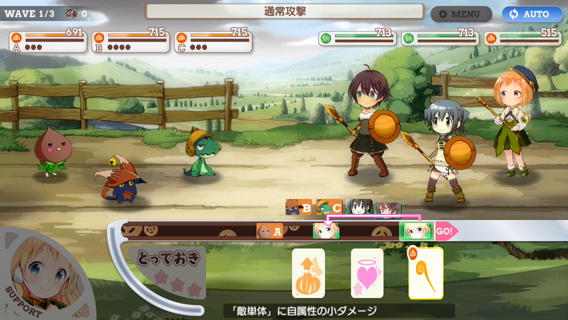 WAVE 1/3 0
通常攻撃
MENU
AUTO
691
A
715
B
715
C
713
713
515
B
C
A
GO!
とっておき
SUPPORT
「敵単体」に自属性の小ダメージ